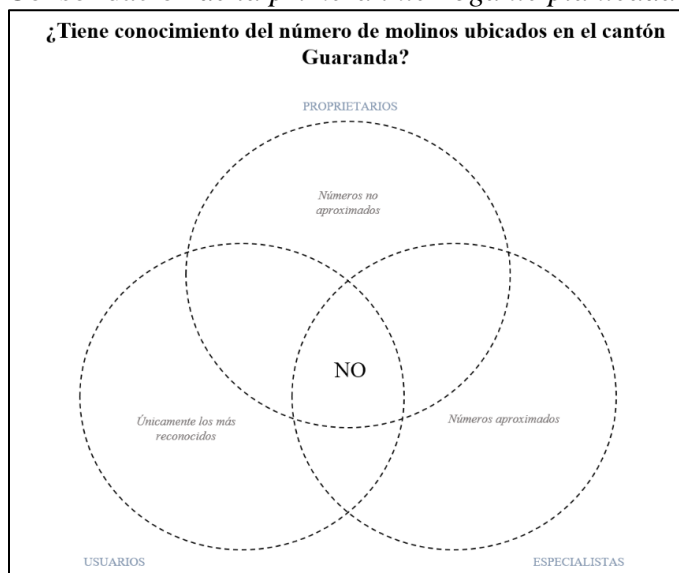 ¿Tiene conocimiento del número de molinos ubicados en el cantón
Guaranda?
PROPRIETARIOS
Números no
aproximados
NO
Únicamente los más
reconocidos
Números aproximados
USUARIOS
ESPECIALISTAS